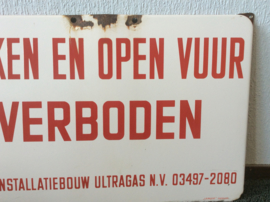 KEN EN OPEN VUUR
VERBODEN
INSTALLATIEBOUW ULTRAGAS N.V. 03497-2080